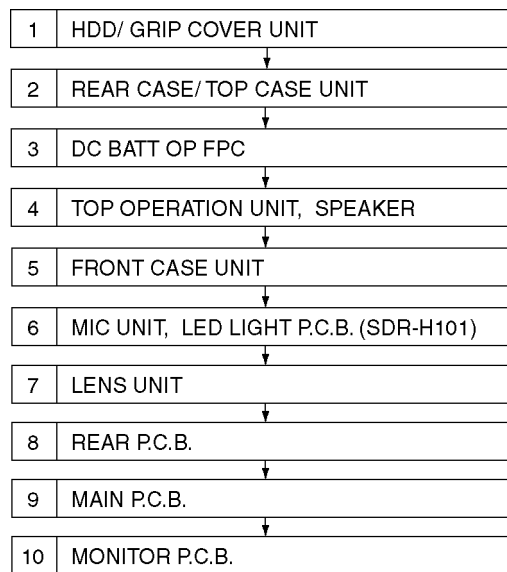 1 HDD/ GRIP COVER UNIT
2 REAR CASE/ TOP CASE UNIT
3 DC BATT OP FPC
4 TOP OPERATION UNIT, SPEAKER
5 FRONT CASE UNIT
6 MIC UNIT, LED LIGHT P.C.B. (SDR-H101)
7 LENS UNIT
8 REAR P.C.B.
9 MAIN P.C.B.
10 MONITOR P.C.B.